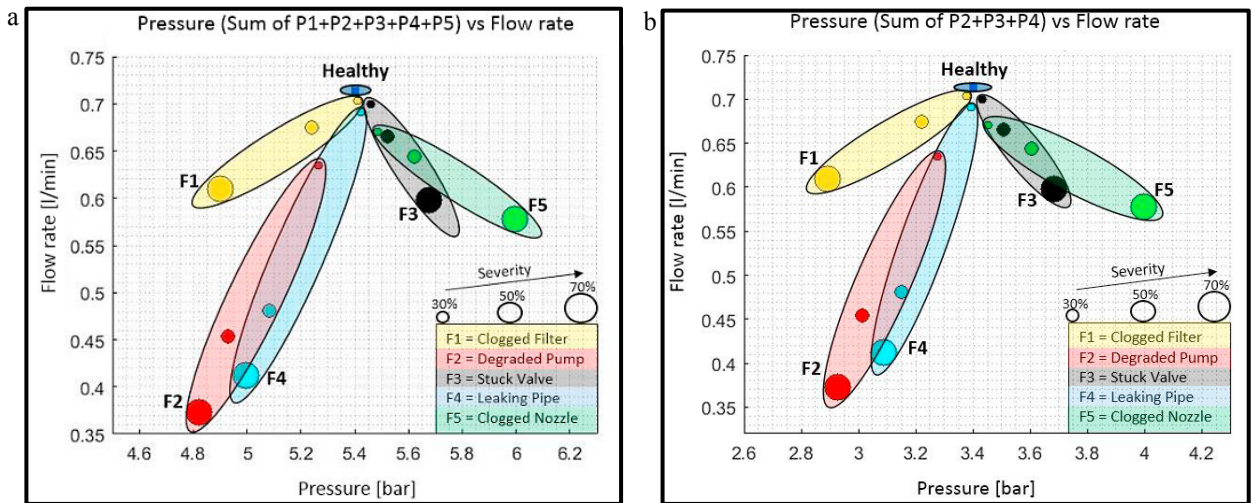 a
Pressure (Sum of P1+P2+P3+P4+P5) vs Flow rate
0.75
Healthy
0.7
0.65
F1
0.6
F3
F5
0.55
Flow rate [l/min]
Severity
0.5
30%
50%
70%
0.45
F1 = Clogged Filter
F2 = Degraded Pump
F4
F3 = Stuck Valve
0.4
F2
F4 = Leaking Pipe
F5 = Clogged Nozzle
0.35
4.6 4.8 5 5.2 5.4 5.6 5.8 6 6.2
Pressure [bar]
b
Pressure (Sum of P2+P3+P4) vs Flow rate
0.75
Healthy
0.7
0.65
F1
0.6
F3
F5
0.55
Flow rate [l/min]
Severity
0.5
30%
50%
70%
0.45
F1 = Clogged Filter
F2 = Degraded Pump
F4
F3 = Stuck Valve
0.4
F2
F4 = Leaking Pipe
F5 = Clogged Nozzle
0.35
2.6 2.8 3 3.2 3.4 3.6 3.8 4 4.2
Pressure [bar]